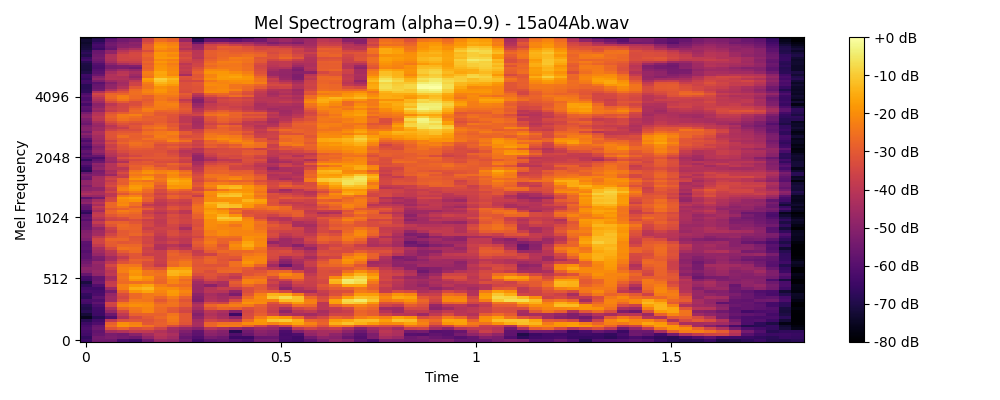 Mel Spectrogram (alpha=0.9) - 15a04Ab.wav
Mel Frequency
4096
2048
1024
512
0
0
0.5
1
1.5
Time
+0 dB
-10 dB
-20 dB
-30 dB
-40 dB
-50 dB
-60 dB
-70 dB
-80 dB